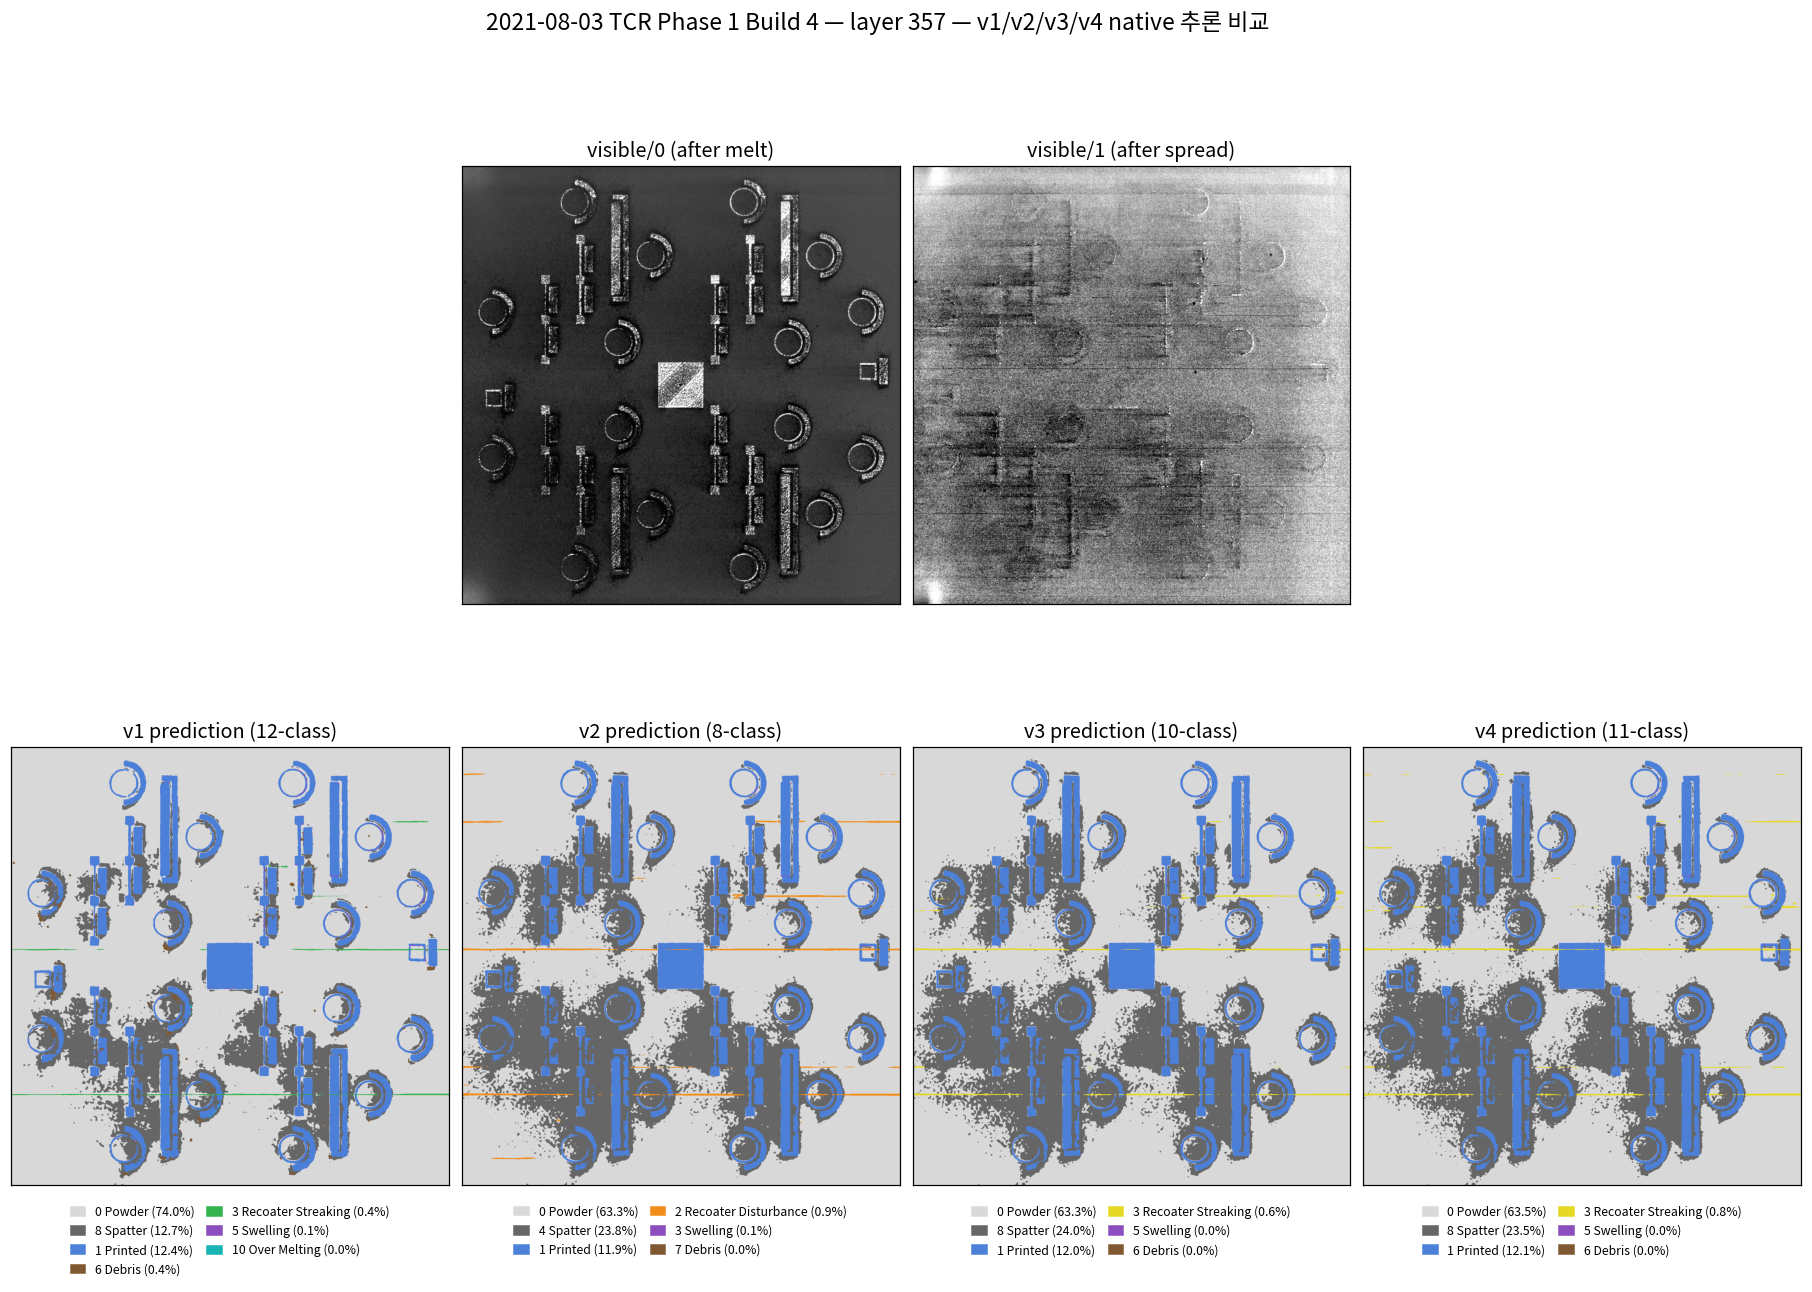 2021-08-03 TCR Phase 1 Build 4 — layer 357 — v1/v2/v3/v4 native 추론 비교
visible/0 (after melt)
visible/1 (after spread)
v1 prediction (12-class)
v2 prediction (8-class)
v3 prediction (10-class)
v4 prediction (11-class)
0 Powder (74.0%)
8 Spatter (12.7%)
1 Printed (12.4%)
6 Debris (0.4%)
3 Recoater Streaking (0.4%)
5 Swelling (0.1%)
10 Over Melting (0.0%)
0 Powder (63.3%)
4 Spatter (23.8%)
1 Printed (11.9%)
2 Recoater Disturbance (0.9%)
3 Swelling (0.1%)
7 Debris (0.0%)
0 Powder (63.3%)
8 Spatter (24.0%)
1 Printed (12.0%)
3 Recoater Streaking (0.6%)
5 Swelling (0.0%)
6 Debris (0.0%)
0 Powder (63.5%)
8 Spatter (23.5%)
1 Printed (12.1%)
3 Recoater Streaking (0.8%)
5 Swelling (0.0%)
6 Debris (0.0%)